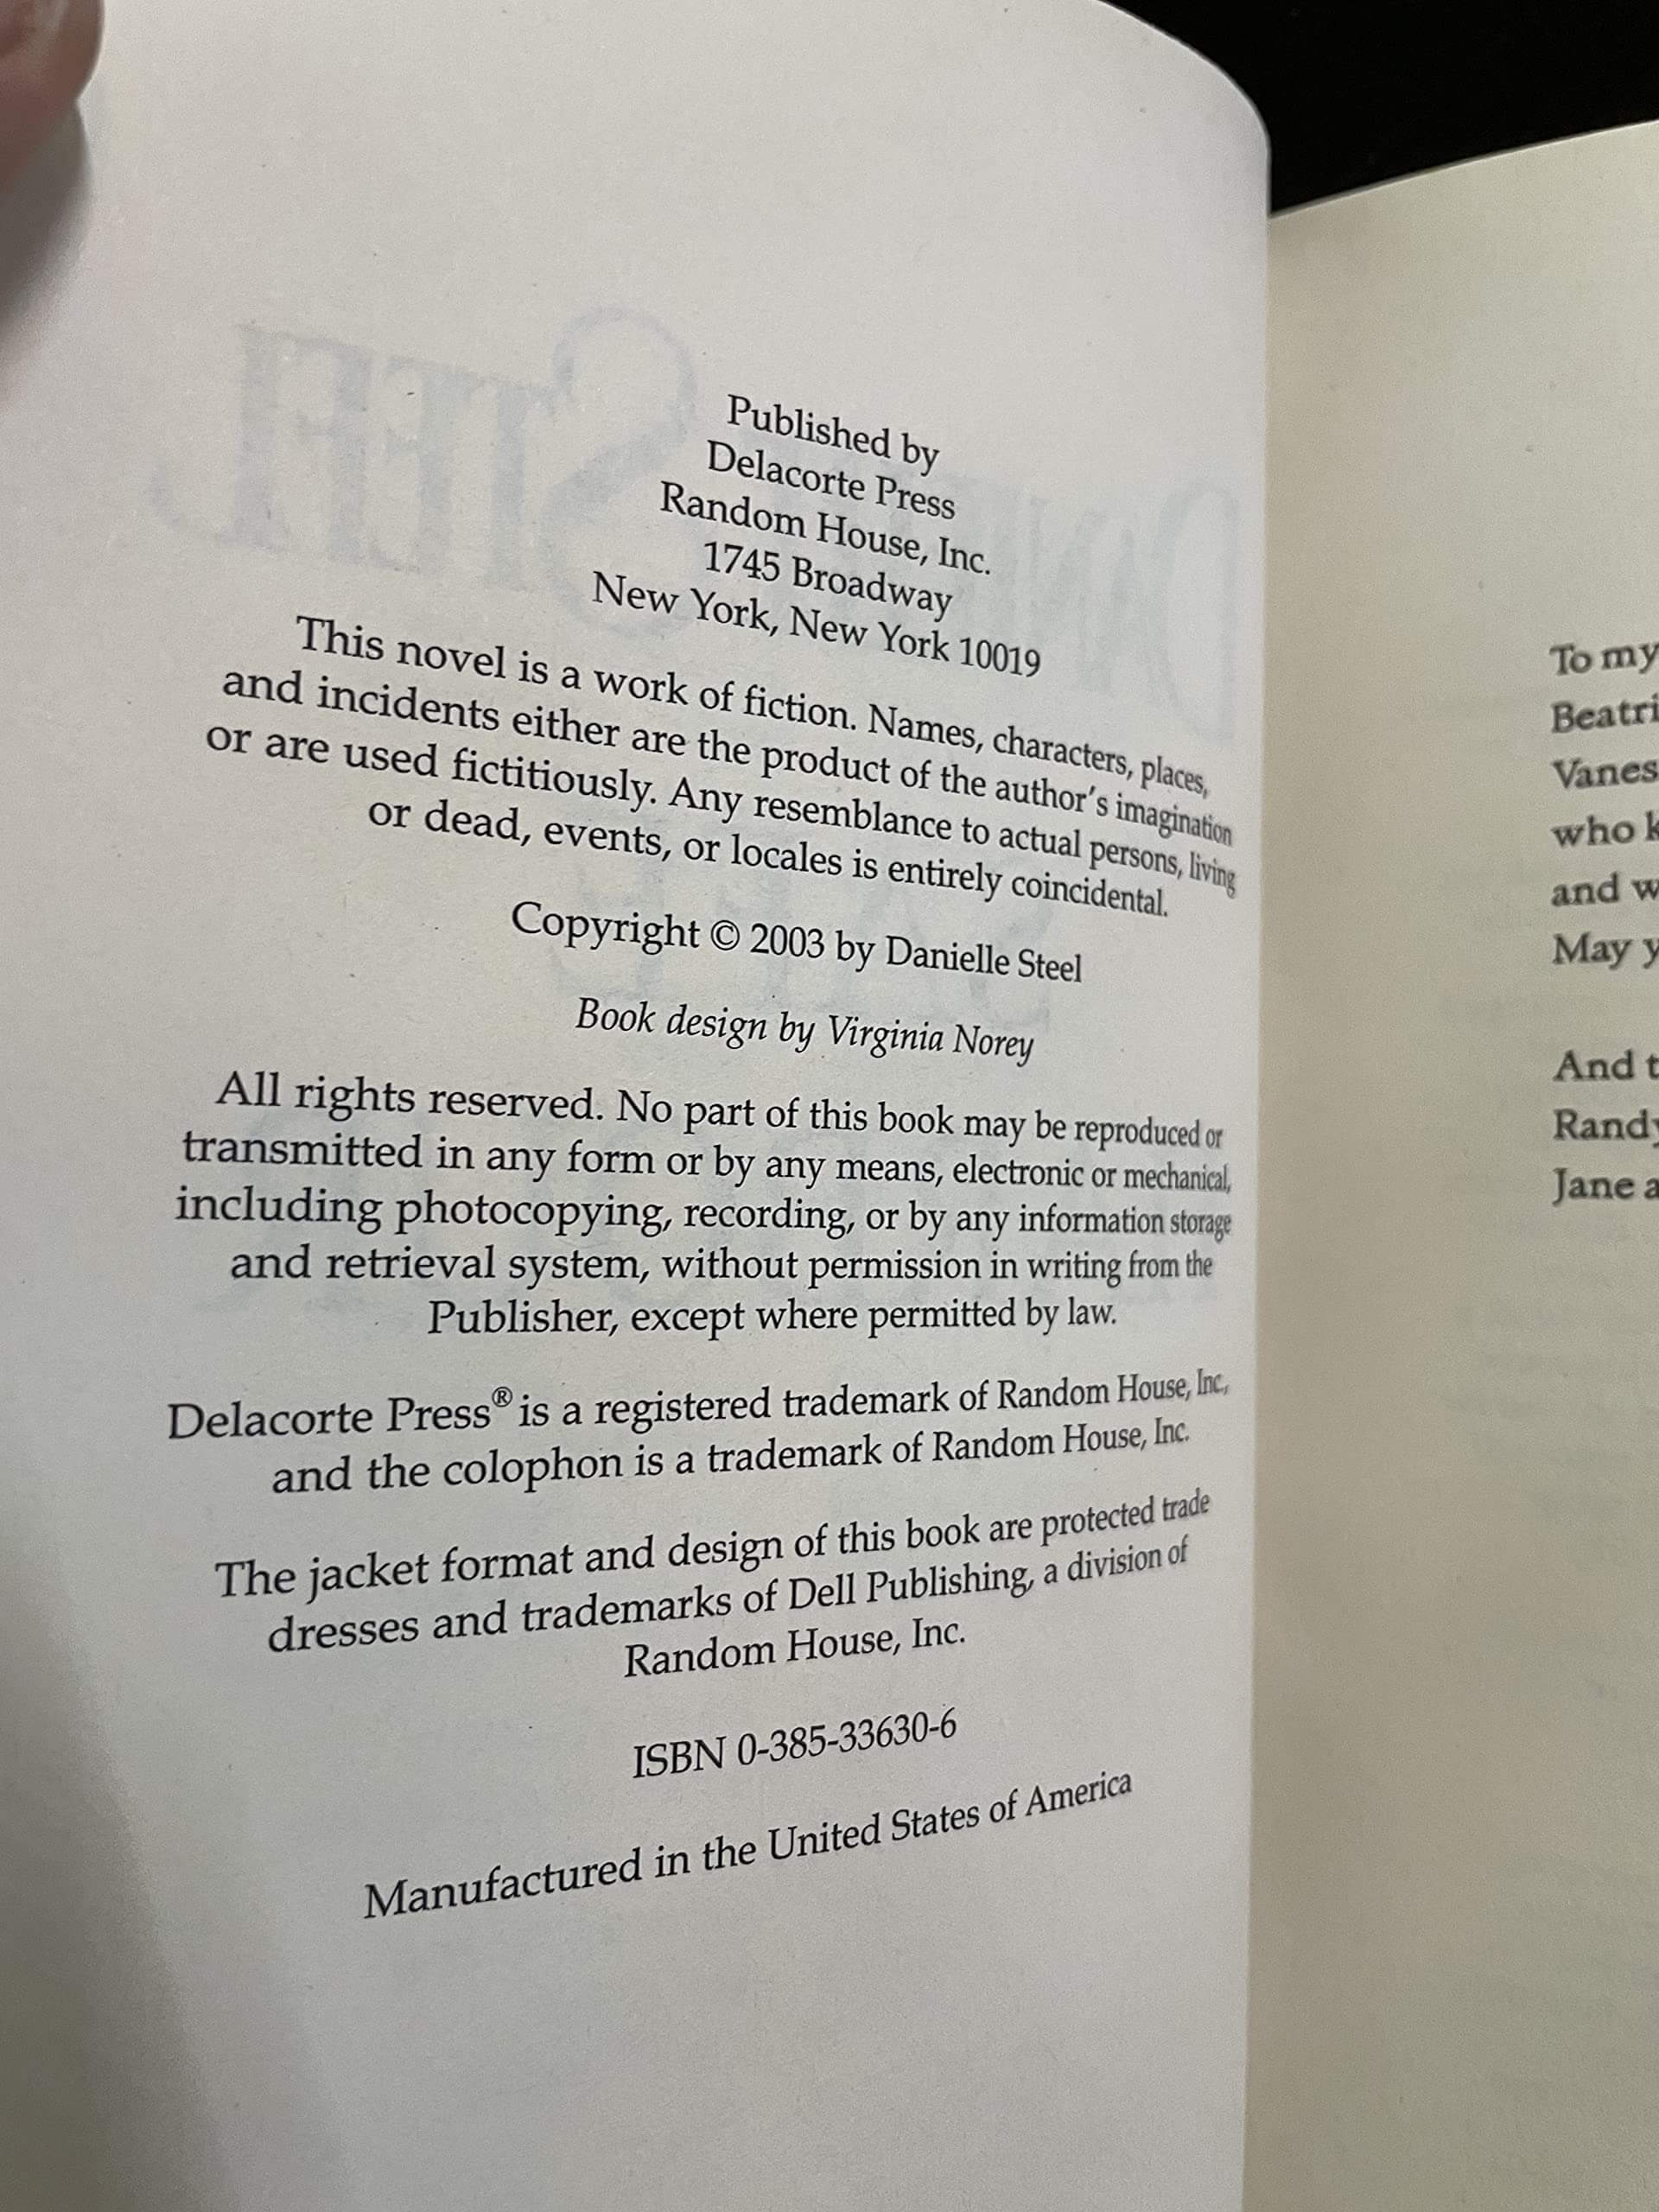 Published by
Delacorte Press
Random House, Inc.
1745 Broadway
New York, New York 10019
This novel is a work of fiction. Names, characters, places,
and incidents either are the product of the author's imagination
or are used fictitiously. Any resemblance to actual persons, living
or dead, events, or locales is entirely coincidental.
Copyright © 2003 by Danielle Steel
Book design by Virginia Norey
All rights reserved. No part of this book may be reproduced or
transmitted in any form or by any means, electronic or mechanical,
including photocopying, recording, or by any information storage
and retrieval system, without permission in writing from the
Publisher, except where permitted by law.
Delacorte Press® is a registered trademark of Random House, Inc,
and the colophon is a trademark of Random House, Inc.
The jacket format and design of this book are protected trade
dresses and trademarks of Dell Publishing, a division of
Random House, Inc.
ISBN 0-385-33630-6
Manufactured in the United States of America
To my
Beatri
Vanes
who k
and w
May y
And t
Randy
Jane a